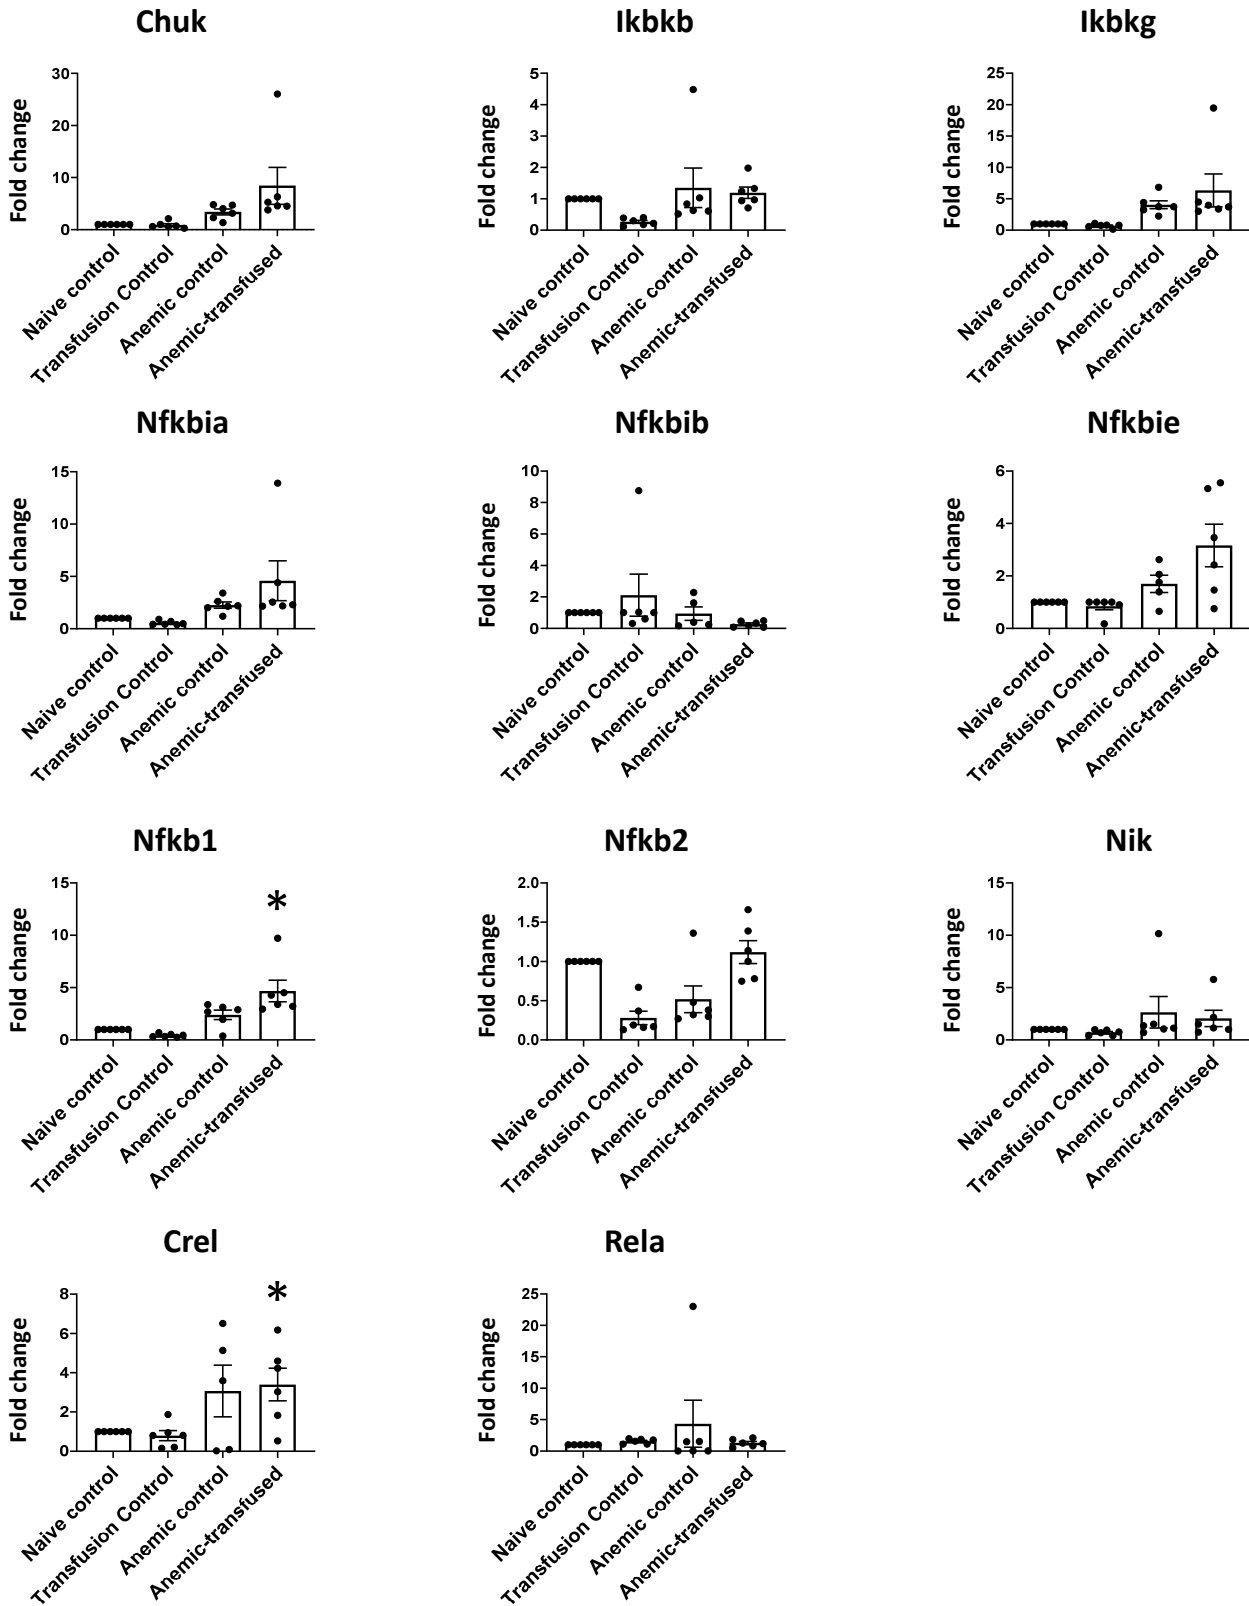 Chuk
Fold change
30
20
10
0
Naive control
Transfusion Control
Anemic control
Anemic-transfused
Ikbkb
Fold change
5
4
3
2
1
0
Naive control
Transfusion Control
Anemic control
Anemic-transfused
Ikbkg
Fold change
25
20
15
10
5
0
Naive control
Transfusion Control
Anemic control
Anemic-transfused
Nfkbia
Fold change
15
10
5
0
Naive control
Transfusion Control
Anemic control
Anemic-transfused
Nfkbib
Fold change
10
8
6
4
2
0
Naive control
Transfusion Control
Anemic control
Anemic-transfused
Nfkbie
Fold change
6
4
2
0
Naive control
Transfusion Control
Anemic control
Anemic-transfused
Nfkb1
Fold change
15
10
5
0
*
Naive control
Transfusion Control
Anemic control
Anemic-transfused
Nfkb2
Fold change
2.0
1.5
1.0
0.5
0.0
Naive control
Transfusion Control
Anemic control
Anemic-transfused
Nik
Fold change
15
10
5
0
Naive control
Transfusion Control
Anemic control
Anemic-transfused
Crel
Fold change
8
6
4
2
0
*
Naive control
Transfusion Control
Anemic control
Anemic-transfused
Rela
Fold change
25
20
15
10
5
0
Naive control
Transfusion Control
Anemic control
Anemic-transfused